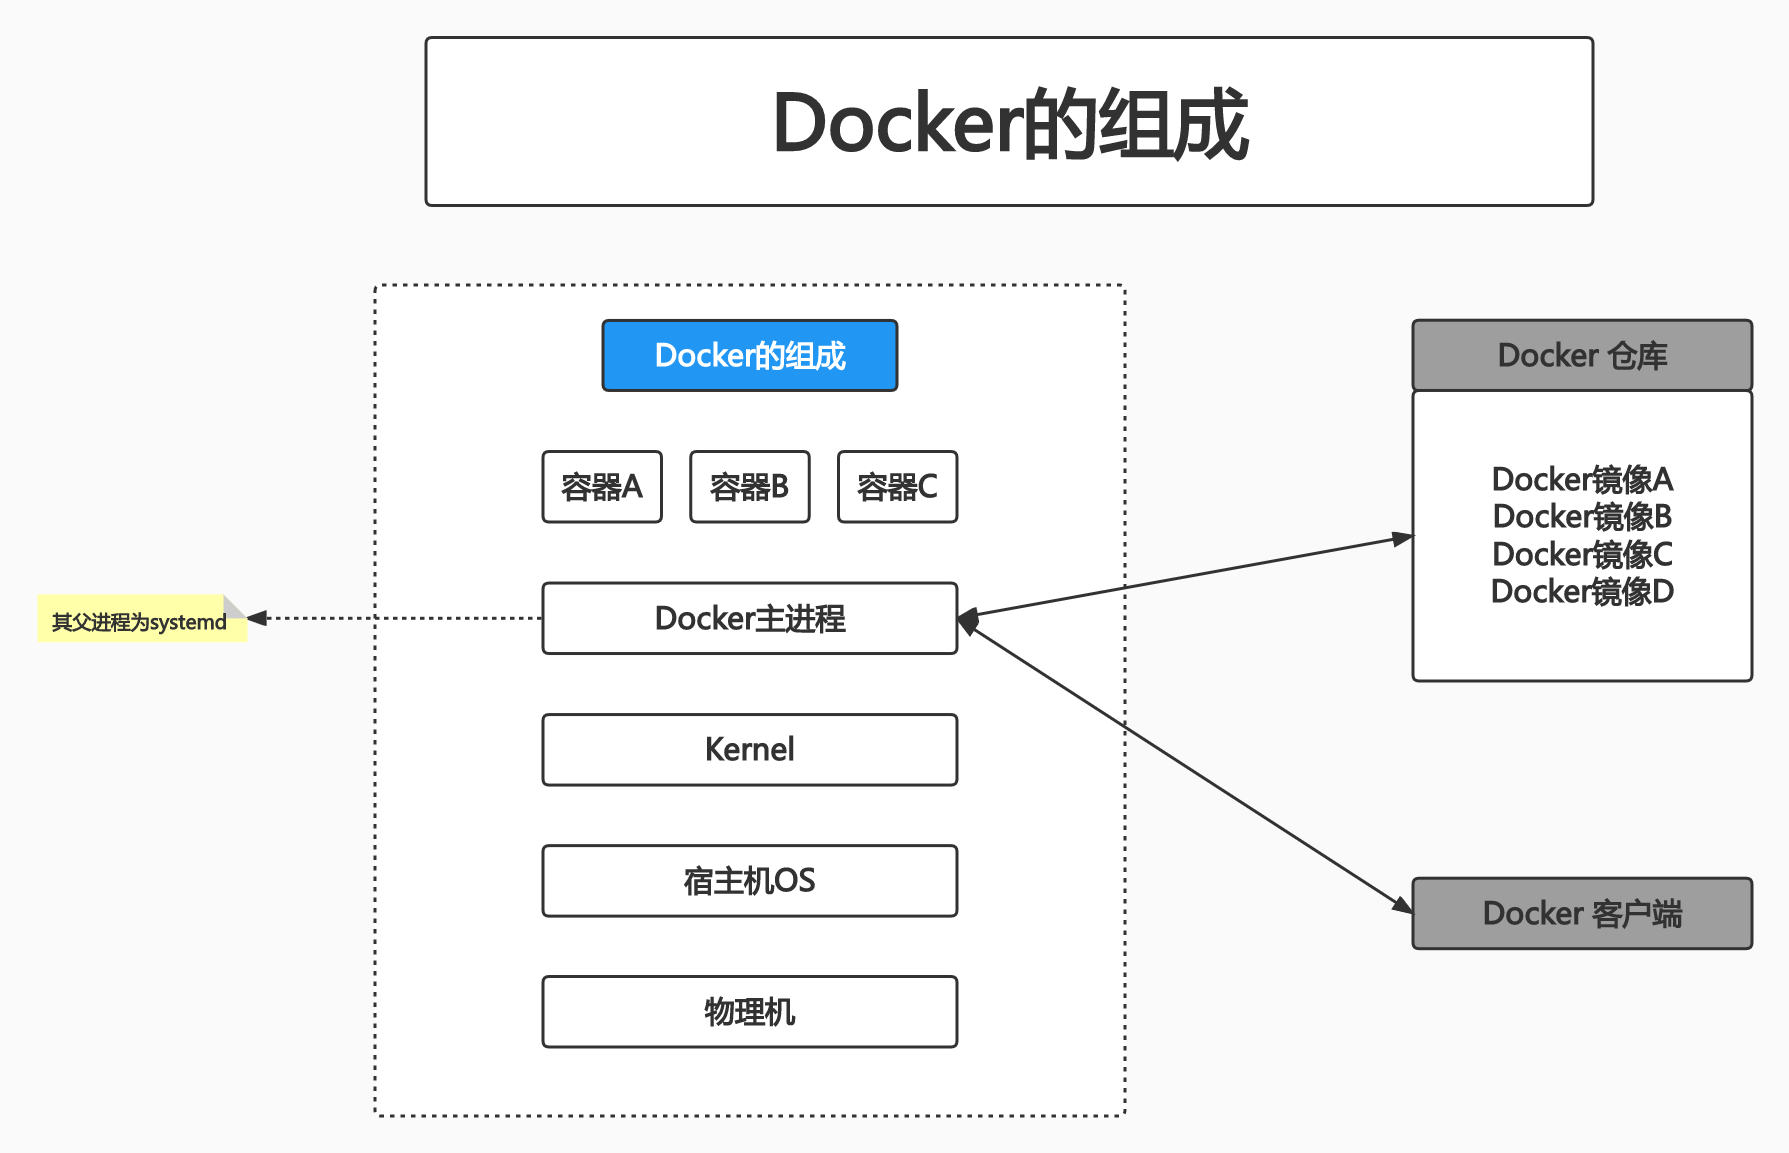 Docker的组成
Docker的组成
容器A
容器B
容器C
Docker主进程
其父进程为systemd
Kernel
宿主机OS
物理机
Docker 仓库
Docker镜像A
Docker镜像B
Docker镜像C
Docker镜像D
Docker 客户端